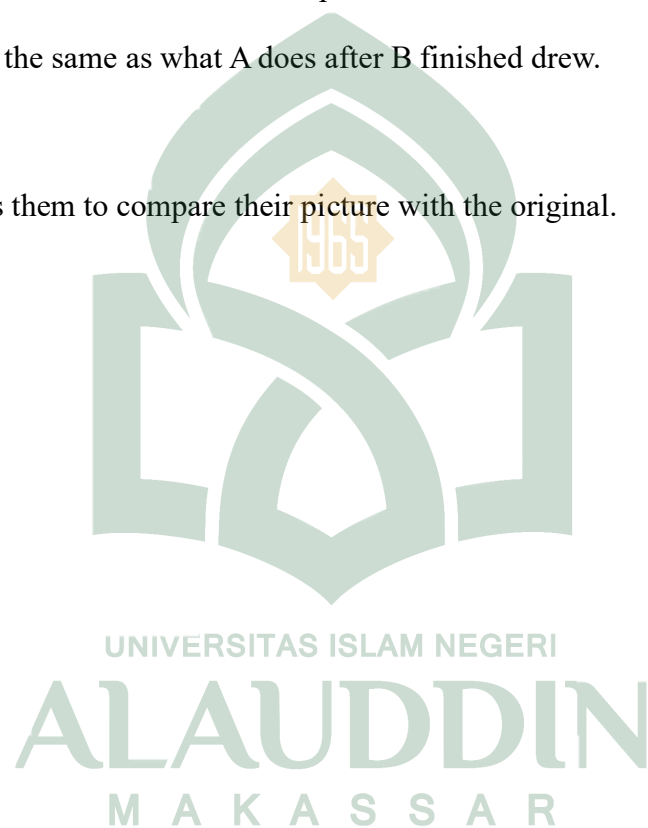 the same as what A does after B finished drew.
them to compare their picture with the original.
1965
UNIVERSITAS ISLAM NEGERI
ALAUDDIN
MAKASSAR